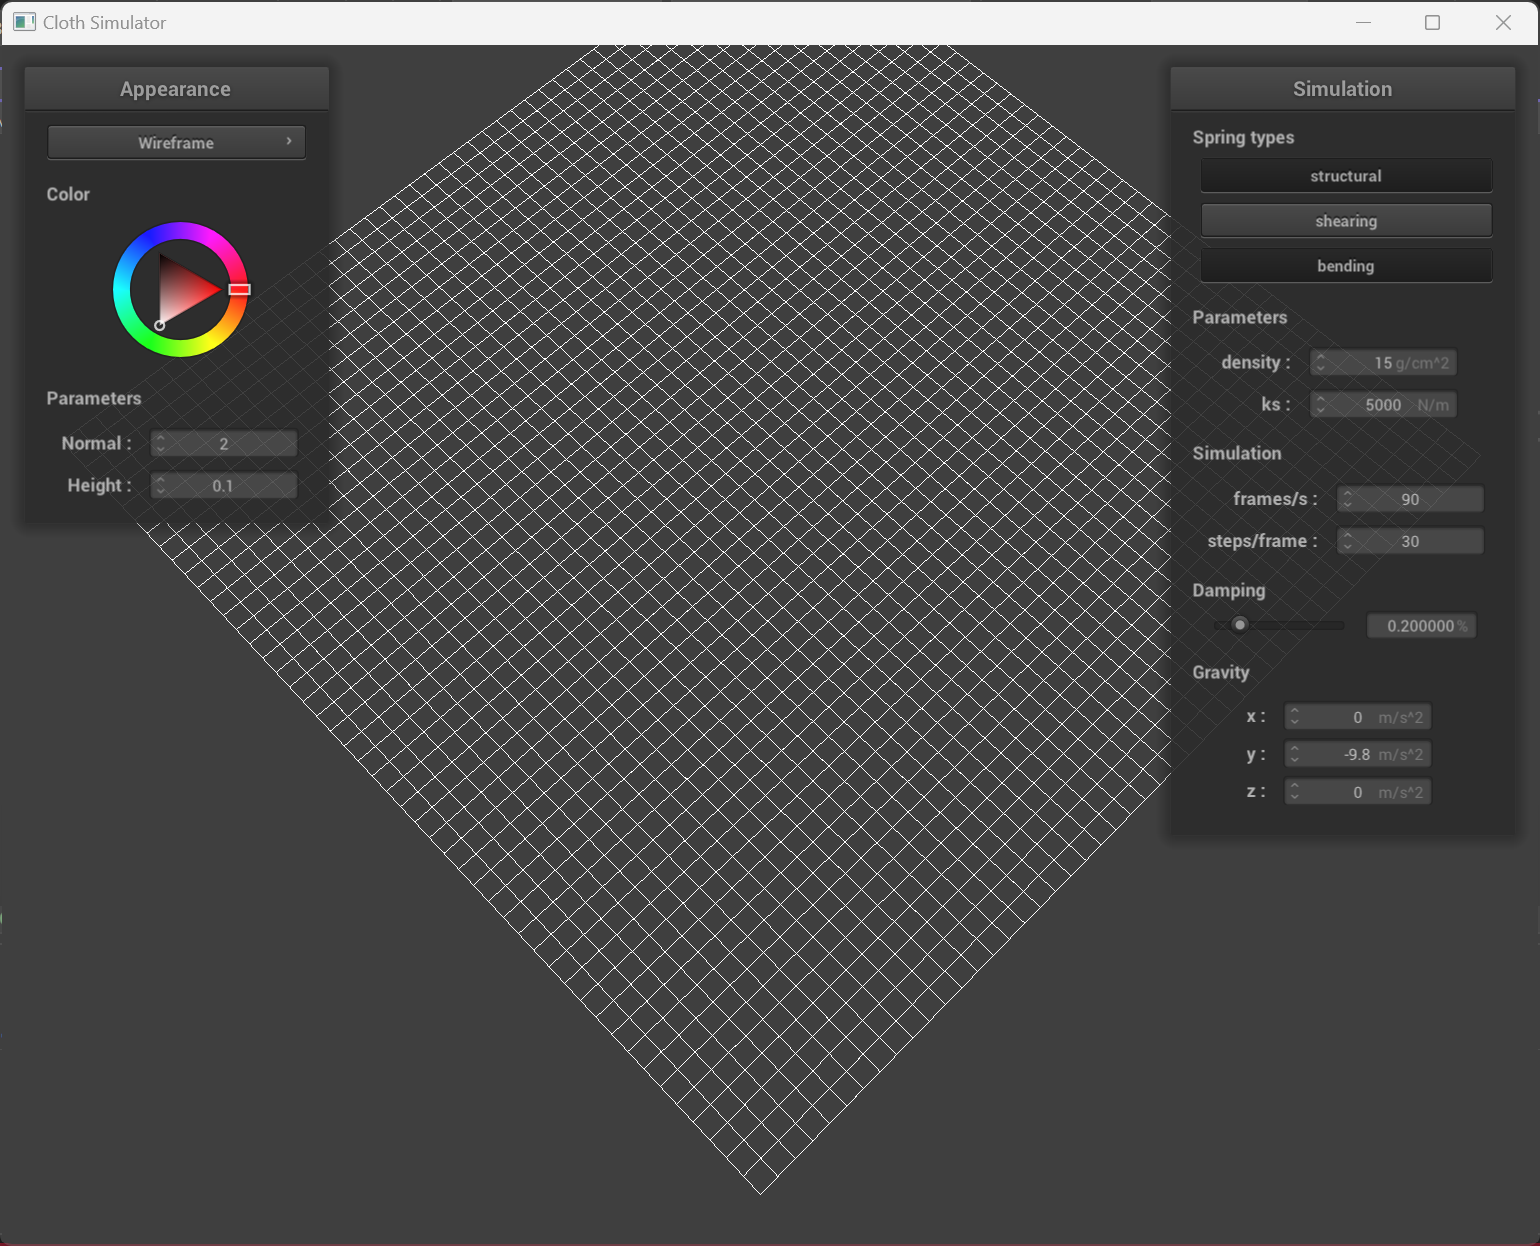 Cloth Simulator
Appearance
Wireframe
Color
Parameters
Normal : 2
Height : 0.1
Simulation
Spring types
structural
shearing
bending
Parameters
density : 15 g/cm^2
ks : 5000 N/m
Simulation
frames/s : 90
steps/frame : 30
Damping
0.200000 %
Gravity
x : 0 m/s^2
y : -9.8 m/s^2
z : 0 m/s^2